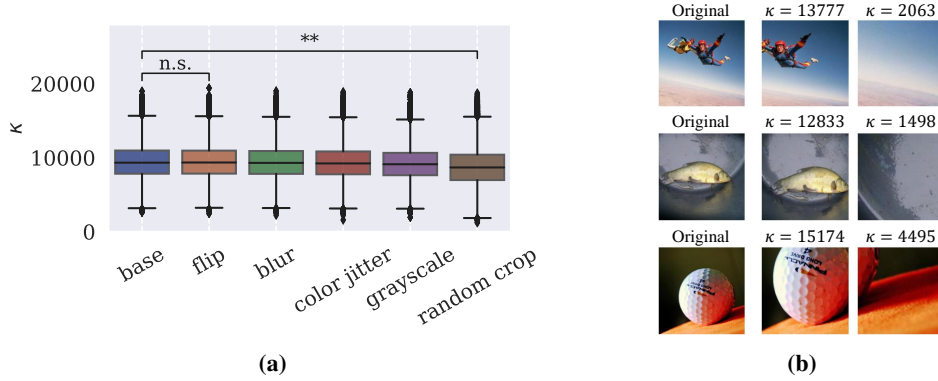 **
n.s.
20000
10000
0
κ
base
flip
blur
color jitter
grayscale
random crop
(a)
Original κ = 13777 κ = 2063
Original κ = 12833 κ = 1498
Original κ = 15174 κ = 4495
(b)